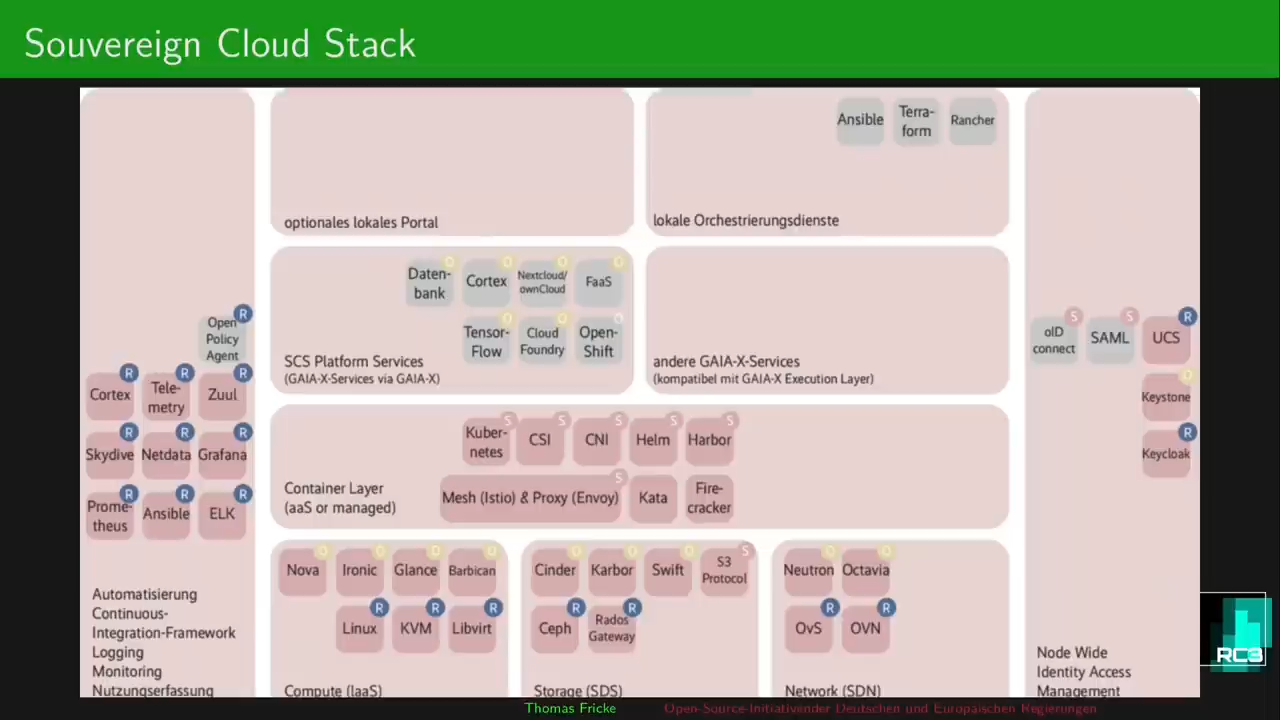 Souvereign Cloud Stack
Ansible
Terra-
form
Rancher
optionales lokales Portal
lokale Orchestrierungsdienste
O
O
O
O
Daten-
bank
Cortex
Nextcloud/
ownCloud
FaaS
O
O
O
Tensor-
Flow
Cloud
Foundry
Open-
Shift
SCS Platform Services
(GAIA-X-Services via GAIA-X)
andere GAIA-X-Services
(kompatibel mit GAIA-X Execution Layer)
R
Open
Policy
Agent
R
R
R
Cortex
Tele-
metry
Zuul
R
R
R
Skydive
Netdata
Grafana
R
R
R
Prome-
theus
Ansible
ELK
Automatisierung
Continuous-
Integration-Framework
Logging
Monitoring
Nutzungserfassung
S
S
S
S
S
Kuber-
netes
CSI
CNI
Helm
Harbor
S
Mesh (Istio) & Proxy (Envoy)
Kata
Fire-
cracker
Container Layer
(aaS or managed)
O
O
O
O
Nova
Ironic
Glance
Barbican
R
R
R
Linux
KVM
Libvirt
Compute (IaaS)
O
O
O
S
Cinder
Karbor
Swift
S3
Protocol
R
R
Ceph
Rados
Gateway
Storage (SDS)
O
O
Neutron
Octavia
R
R
OvS
OVN
Network (SDN)
S
S
R
oID
connect
SAML
UCS
O
Keystone
R
Keycloak
Node Wide
Identity Access
Management
RC3
Thomas Fricke
Open-Source-Initiativender Deutschen und Europäischen Regierungen